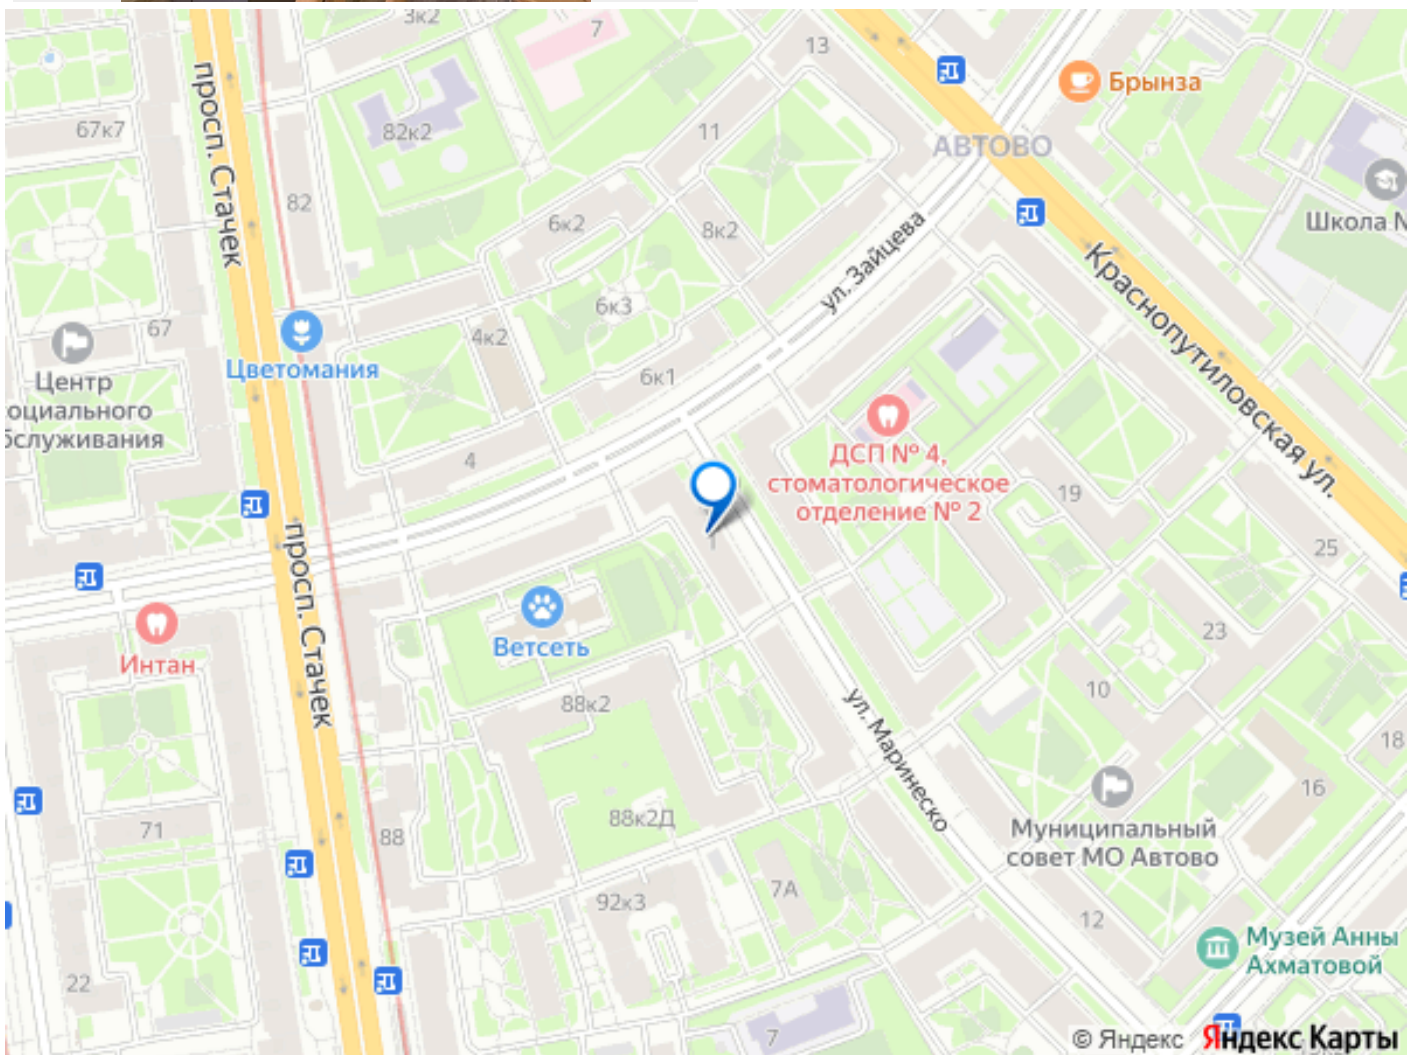 3к2
7
13
Брынза
67к7
82к2
11
АВТОВО
просп. Стачек
82
6к2
8к2
Школа N
ул. Зайцева
Краснопутиловская ул.
67
6к3
4к2
Центр
оциального
бслуживания
Цветомания
6к1
4
ДСП № 4,
стоматологическое
отделение № 2
19
1
25
просп. Стачек
Интан
Ветсеть
23
88к2
10
ул. Маринеско
18
16
71
88
88к2Д
Муниципальный
совет МО Автово
7А
92к3
12
Музей Анны
Ахматовой
22
7
© Яндекс Яндекс Карты